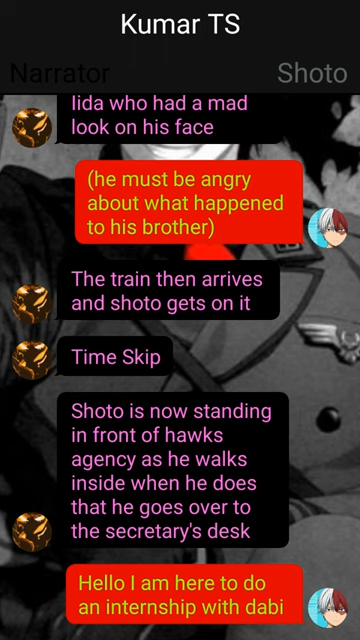 Kumar TS
Narrator
Shoto
Iida who had a mad
look on his face
(he must be angry
about what happened
to his brother)
The train then arrives
and shoto gets on it
Time Skip
Shoto is now standing
in front of hawks
agency as he walks
inside when he does
that he goes over to
the secretary's desk
Hello I am here to do
an internship with dabi